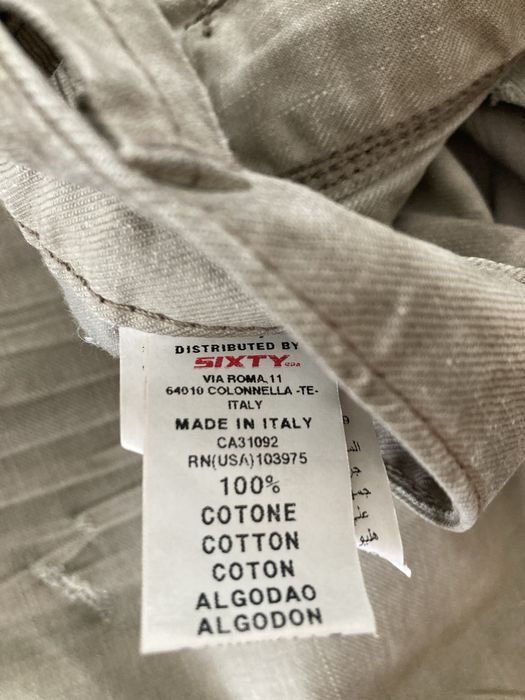 DISTRIBUTED BY
SIXTY SPA
VIA ROMA, 11
64010 COLONNELLA -TE-
ITALY
MADE IN ITALY
CA31092
RN(USA)103975
100%
COTONE
COTTON
COTON
ALGODAO
ALGODON